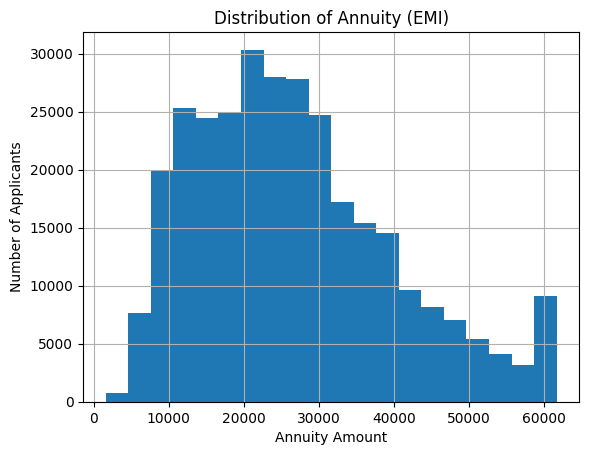 Distribution of Annuity (EMI)
Number of Applicants
30000
25000
20000
15000
10000
5000
0
0 10000 20000 30000 40000 50000 60000
Annuity Amount